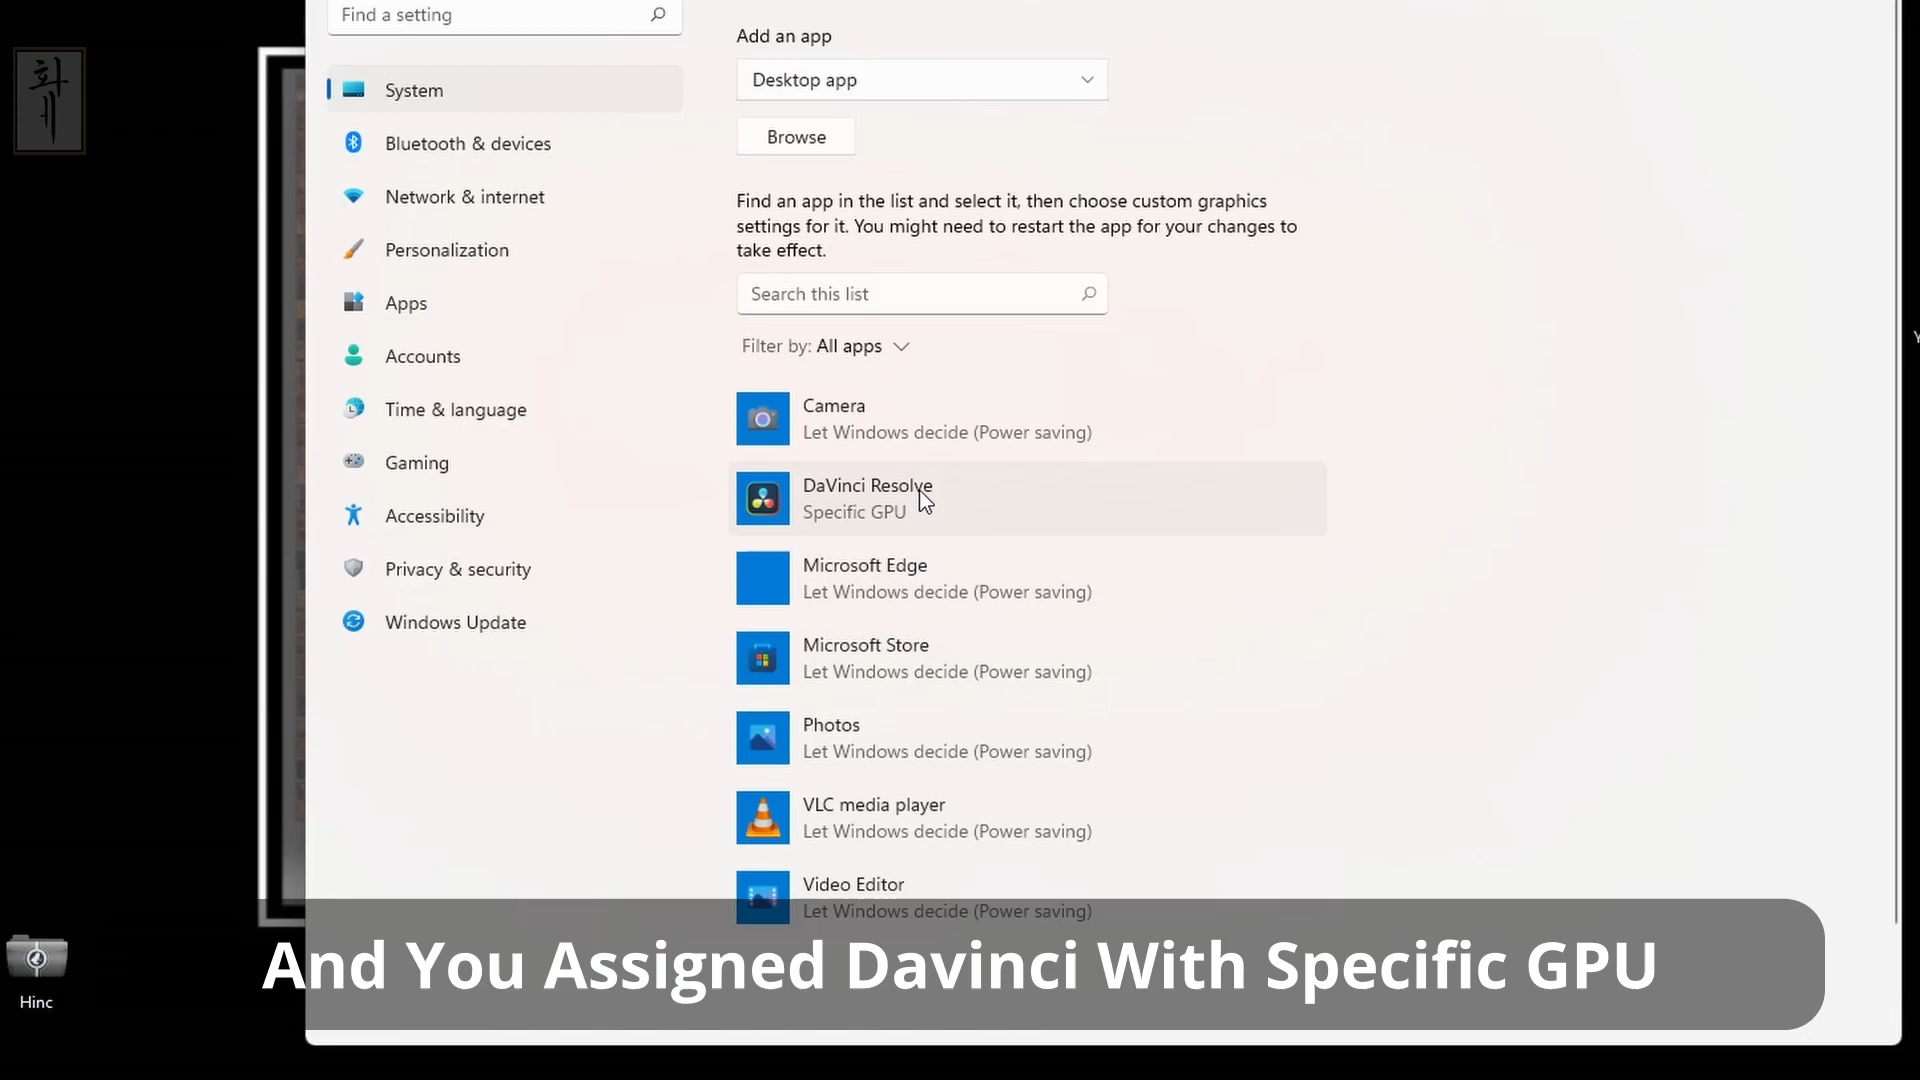 Find a setting
System
Bluetooth & devices
Network & internet
Personalization
Apps
Accounts
Time & language
Gaming
Accessibility
Privacy & security
Windows Update
Add an app
Desktop app
Browse
Find an app in the list and select it, then choose custom graphics
settings for it. You might need to restart the app for your changes to
take effect.
Search this list
Filter by: All apps
Camera
Let Windows decide (Power saving)
DaVinci Resolve
Specific GPU
Microsoft Edge
Let Windows decide (Power saving)
Microsoft Store
Let Windows decide (Power saving)
Photos
Let Windows decide (Power saving)
VLC media player
Let Windows decide (Power saving)
Video Editor
Let Windows decide (Power saving)
And You Assigned Davinci With Specific GPU
Hinc